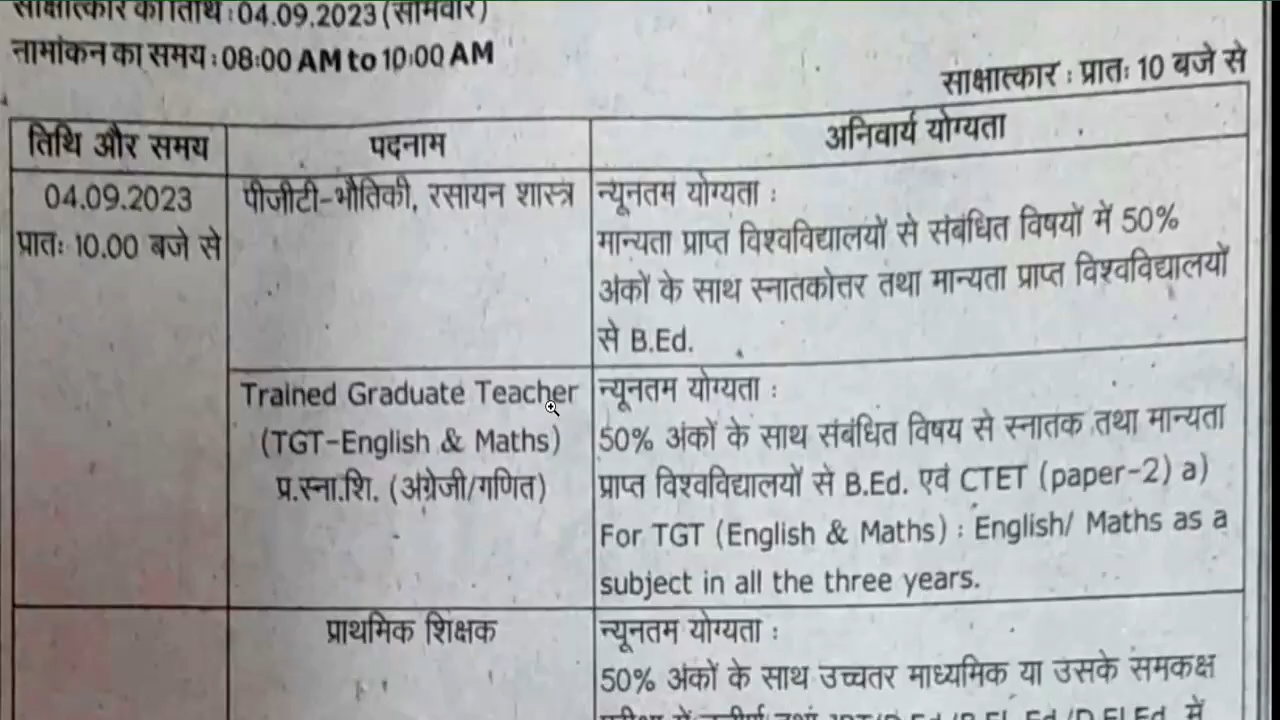 साक्षात्कार की तिथि : 04.09.2023 (सोमवार)
नामांकन का समय : 08:00 AM to 10:00 AM
साक्षात्कार : प्रातः 10 बजे से
तिथि और समय
पदनाम
अनिवार्य योग्यता
04.09.2023
प्रातः 10.00 बजे से
पीजीटी-भौतिकी, रसायन शास्त्र
न्यूनतम योग्यता :
मान्यता प्राप्त विश्वविद्यालयों से संबंधित विषयों में 50%
अंकों के साथ स्नातकोत्तर तथा मान्यता प्राप्त विश्वविद्यालयों
से B.Ed.
Trained Graduate Teacher
(TGT-English & Maths)
प्र.स्ना.शि. (अंग्रेजी/गणित)
न्यूनतम योग्यता :
50% अंकों के साथ संबंधित विषय से स्नातक तथा मान्यता
प्राप्त विश्वविद्यालयों से B.Ed. एवं CTET (paper-2) a)
For TGT (English & Maths) : English/ Maths as a
subject in all the three years.
प्राथमिक शिक्षक
न्यूनतम योग्यता :
50% अंकों के साथ उच्चतर माध्यमिक या उसके समकक्ष